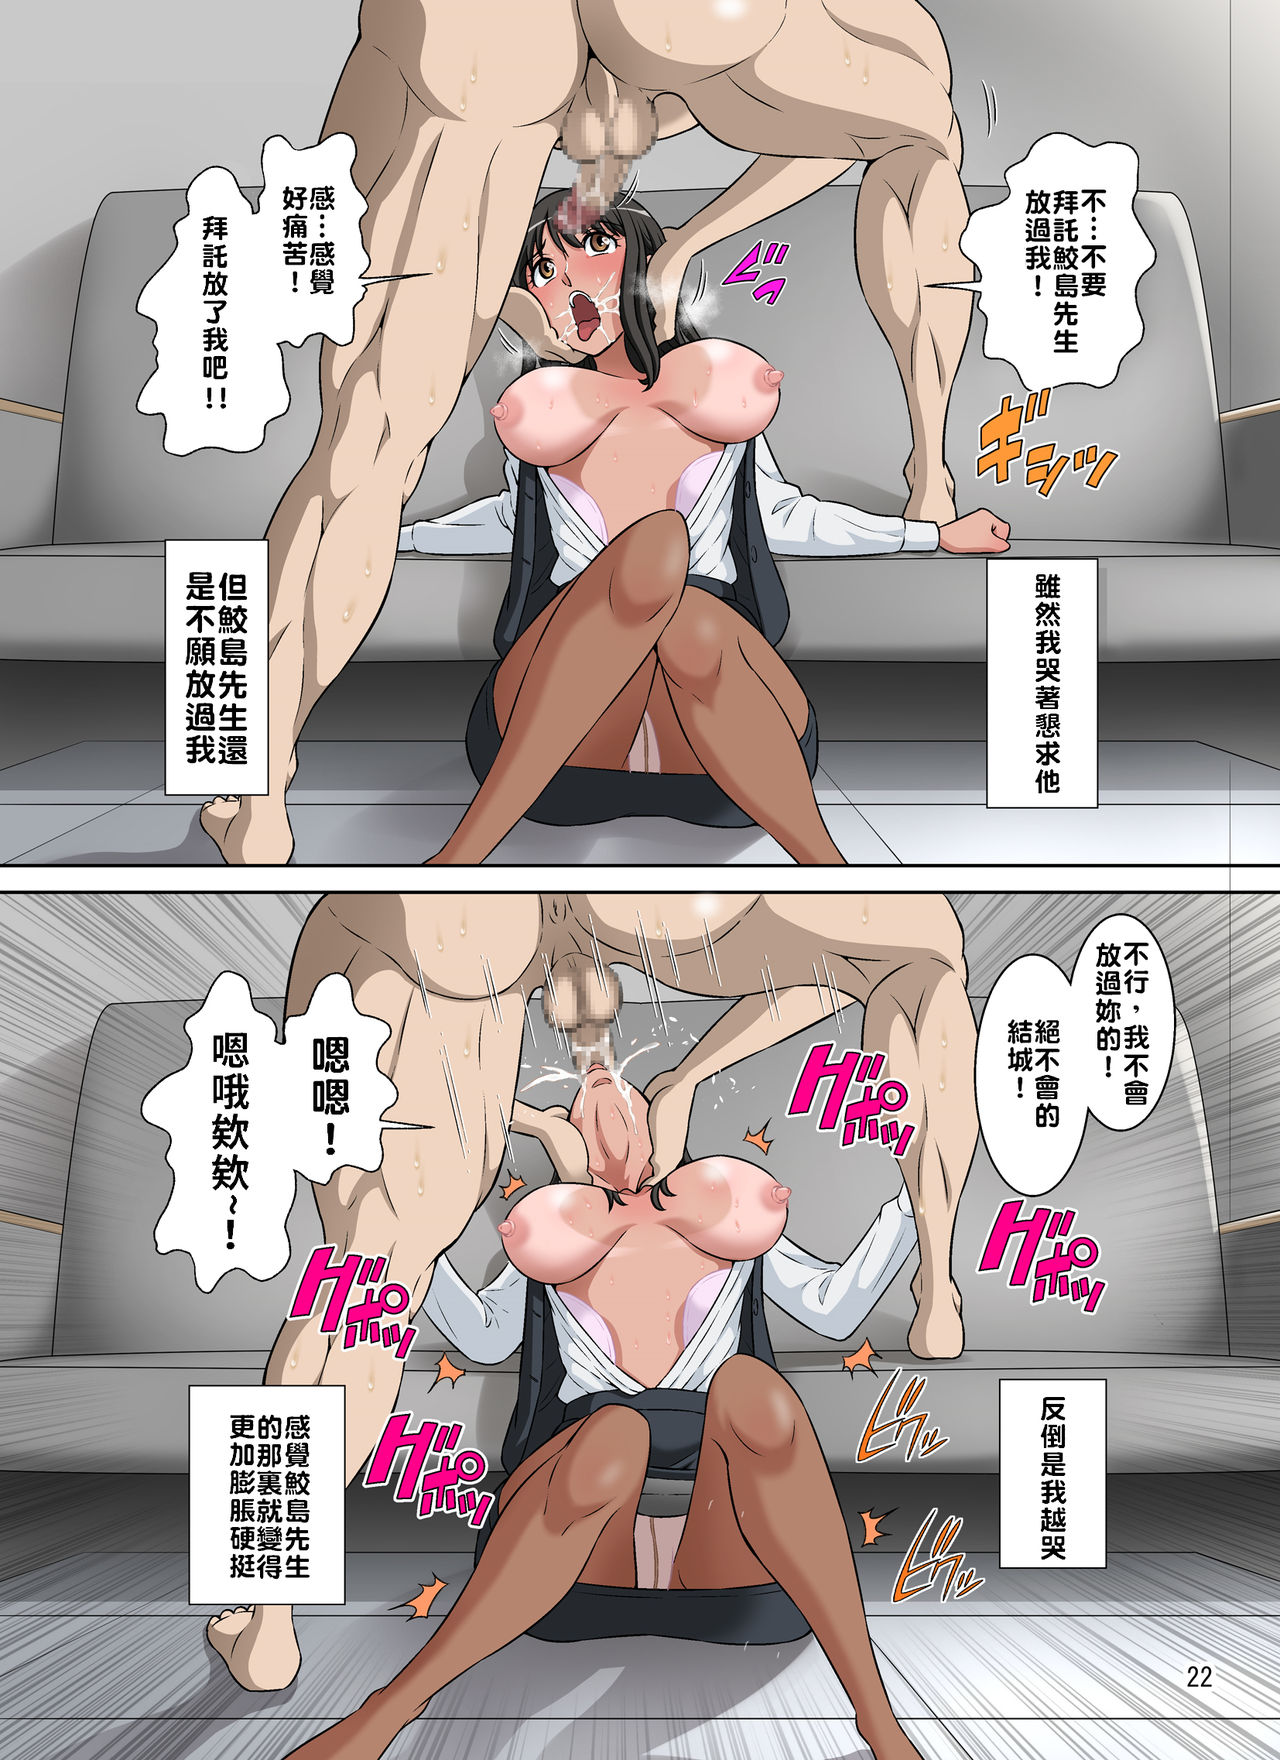 不…不要
拜託鮫島先生
放過我！
ビクッ
ギシッ
感…感覺
好痛苦！
拜託放了我吧！！
雖然我哭著懇求他
但鮫島先生還
是不願放過我
不行，我不會
放過妳的！
絕不會的
結城！
グポッ
グポッ
嗯嗯！
嗯哦欸欸~！
グポッ
グポッ
ビクッ
ビクッ
反倒是我越哭
感覺鮫島先生
的那裏就變得
更加膨脹硬挺
22